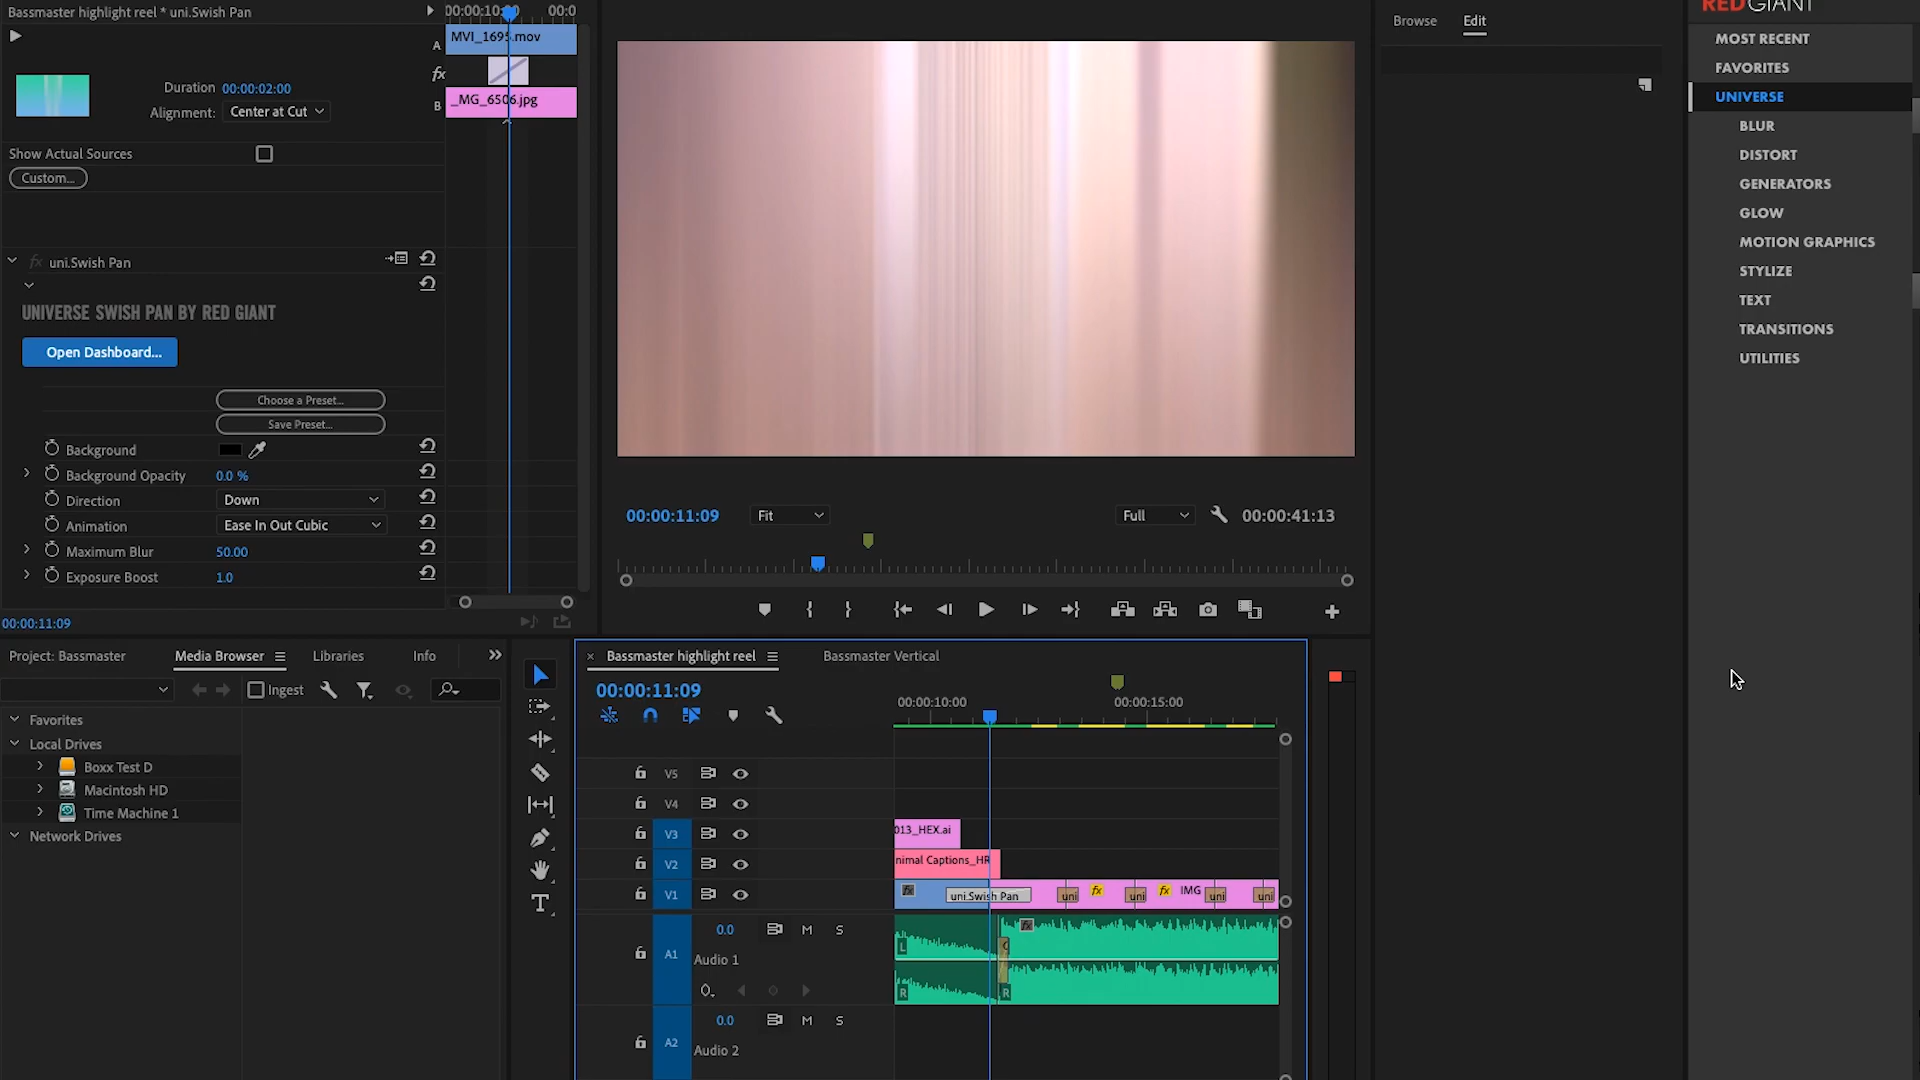 Bassmaster highlight reel * uni.Swish Pan
Duration 00:00:02:00
Alignment: Center at Cut
Show Actual Sources
Custom...
uni.Swish Pan
UNIVERSE SWISH PAN BY RED GIANT
Open Dashboard...
Choose a Preset...
Save Preset...
Background
Background Opacity 0.0 %
Direction Down
Animation Ease In Out Cubic
Maximum Blur 50.00
Exposure Boost 1.0
00:00:11:09
A MVI_1695.mov
fx
B _MG_6506.jpg
00:00:11:09 Fit Full 00:00:41:13
Browse Edit
RED GIANT
MOST RECENT
FAVORITES
UNIVERSE
BLUR
DISTORT
GENERATORS
GLOW
MOTION GRAPHICS
STYLIZE
TEXT
TRANSITIONS
UTILITIES
Project: Bassmaster Media Browser Libraries Info
Ingest
Favorites
Local Drives
Boxx Test D
Macintosh HD
Time Machine 1
Network Drives
Bassmaster highlight reel Bassmaster Vertical
00:00:11:09
00:00:10:00 00:00:15:00
V5
V4
V3 013_HEX.ai
V2 nimal Captions_HR
V1 fx uni.Swish Pan uni fx uni fx IMG uni uni
A1 0.0 M S
Audio 1
L
R R
A2 0.0 M S
Audio 2